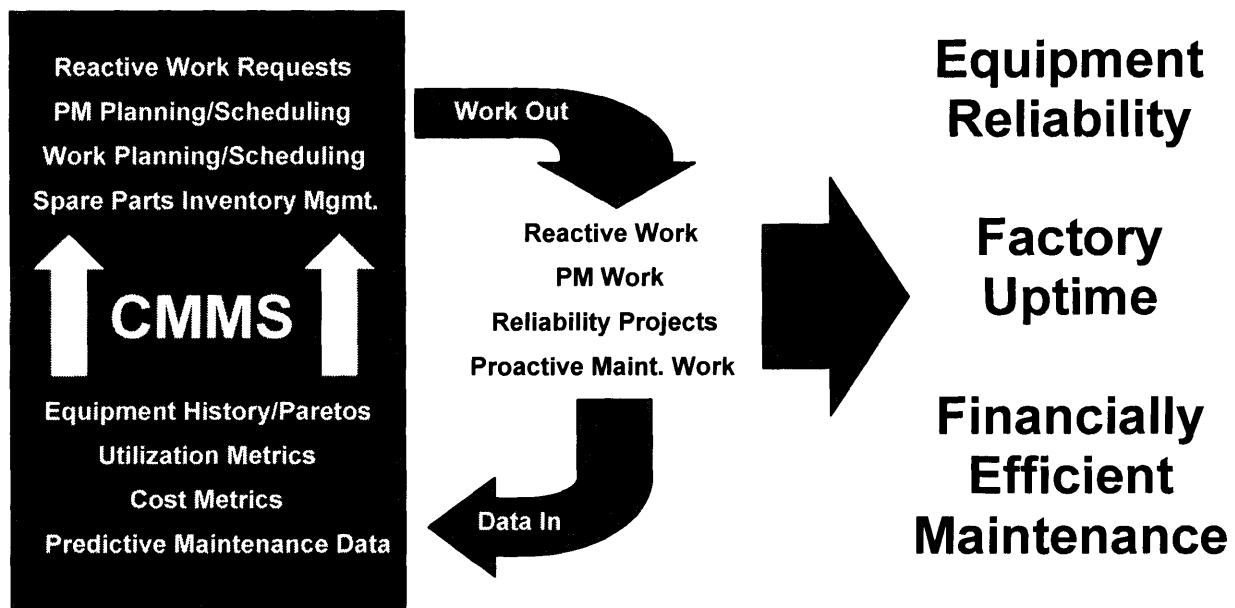 Reactive Work Requests
PM Planning/Scheduling
Work Planning/Scheduling
Spare Parts Inventory Mgmt.
CMMS
Equipment History/Paretos
Utilization Metrics
Cost Metrics
Predictive Maintenance Data
Work Out
Reactive Work
PM Work
Reliability Projects
Proactive Maint. Work
Data In
Equipment
Reliability
Factory
Uptime
Financially
Efficient
Maintenance